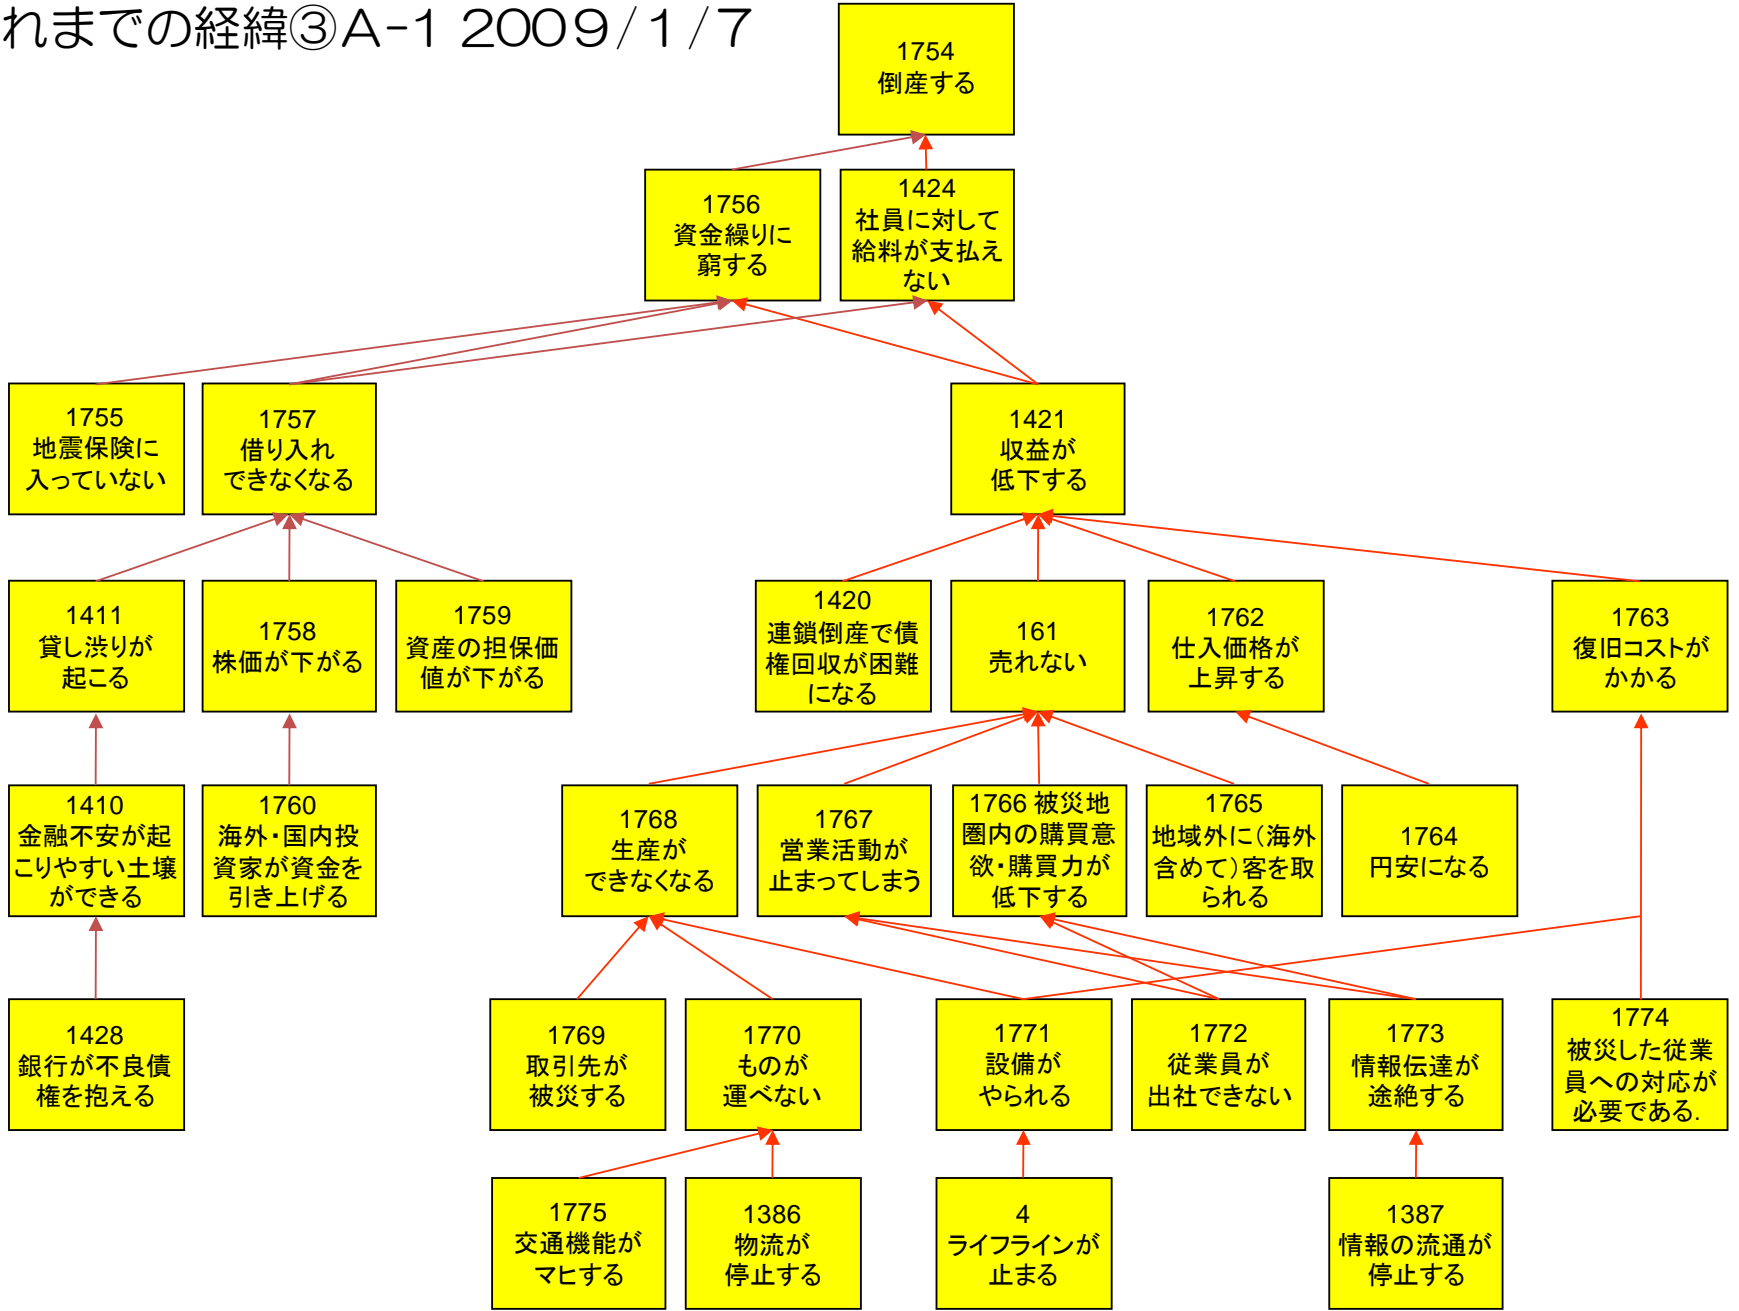 れまでの経緯③A-1 2009/1/7
1754
倒産する
1756
資金繰りに
窮する
1424
社員に対して
給料が支払え
ない
1755
地震保険に
入っていない
1757
借り入れ
できなくなる
1421
収益が
低下する
1411
貸し渋りが
起こる
1758
株価が下がる
1759
資産の担保価
値が下がる
1420
連鎖倒産で債
権回収が困難
になる
161
売れない
1762
仕入価格が
上昇する
1763
復旧コストが
かかる
1410
金融不安が起
こりやすい土壌
ができる
1760
海外・国内投
資家が資金を
引き上げる
1768
生産が
できなくなる
1767
営業活動が
止まってしまう
1766 被災地
圏内の購買意
欲・購買力が
低下する
1765
地域外に（海外
含めて）客を取
られる
1764
円安になる
1428
銀行が不良債
権を抱える
1769
取引先が
被災する
1770
ものが
運べない
1771
設備が
やられる
1772
従業員が
出社できない
1773
情報伝達が
途絶する
1774
被災した従業
員への対応が
必要である.
1775
交通機能が
マヒする
1386
物流が
停止する
4
ライフラインが
止まる
1387
情報の流通が
停止する